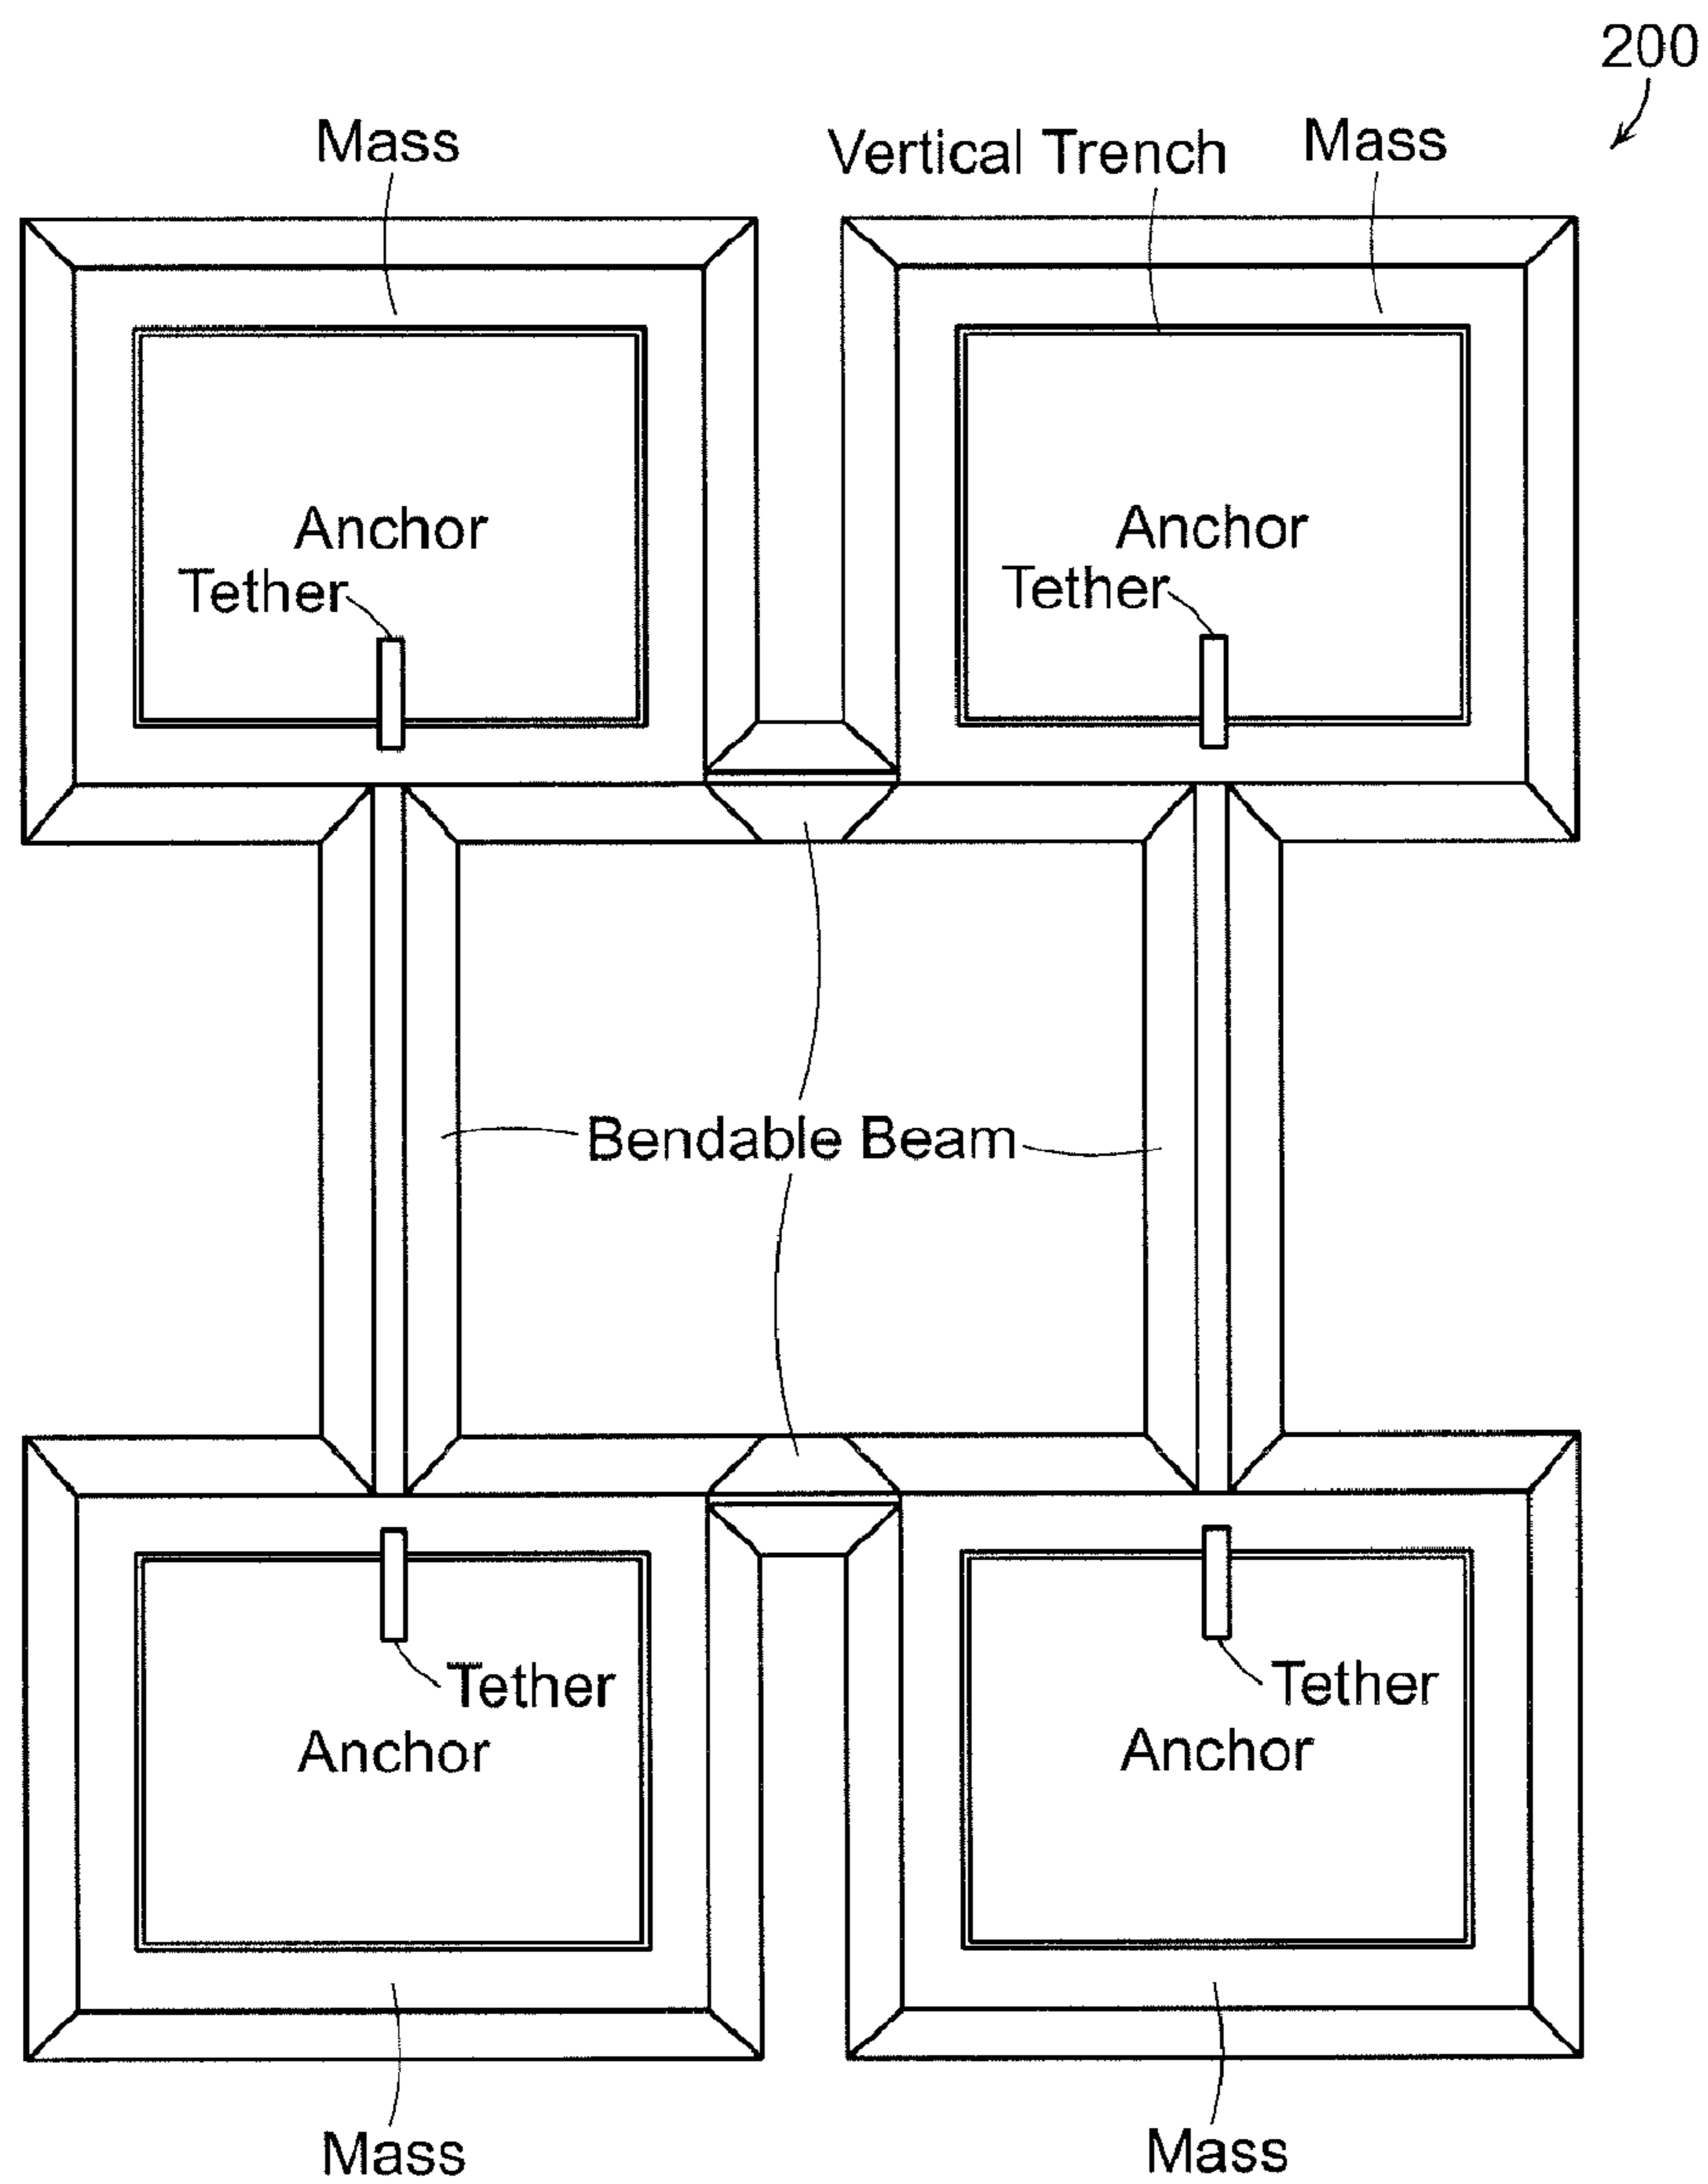 200
Mass
Vertical Trench
Mass
Anchor
Tether
Anchor
Tether
Bendable Beam
Tether
Anchor
Tether
Anchor
Mass
Mass